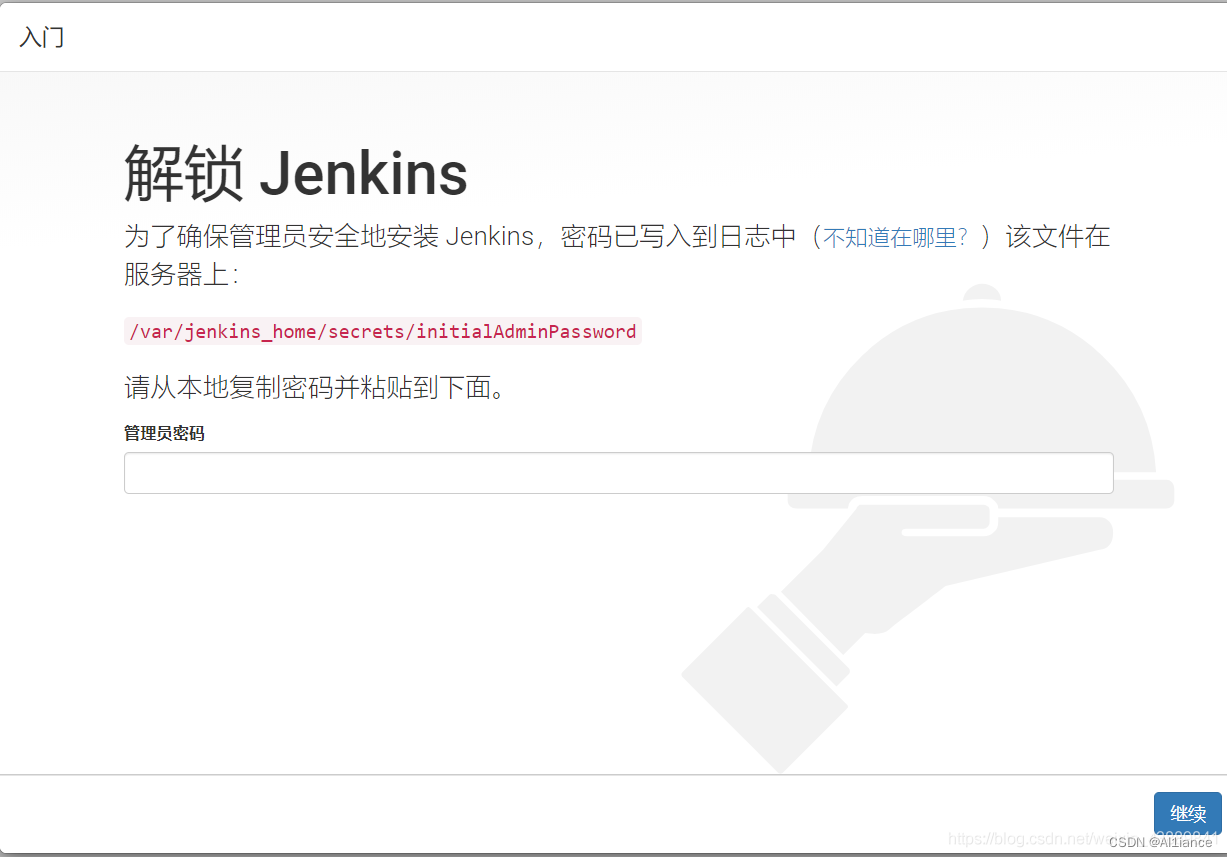 入门
解锁 Jenkins
为了确保管理员安全地安装 Jenkins，密码已写入到日志中（不知道在哪里？）该文件在
服务器上：
/var/jenkins_home/secrets/initialAdminPassword
请从本地复制密码并粘贴到下面。
管理员密码
继续
https://blog.csdn.net/
CSDN @Al1iance